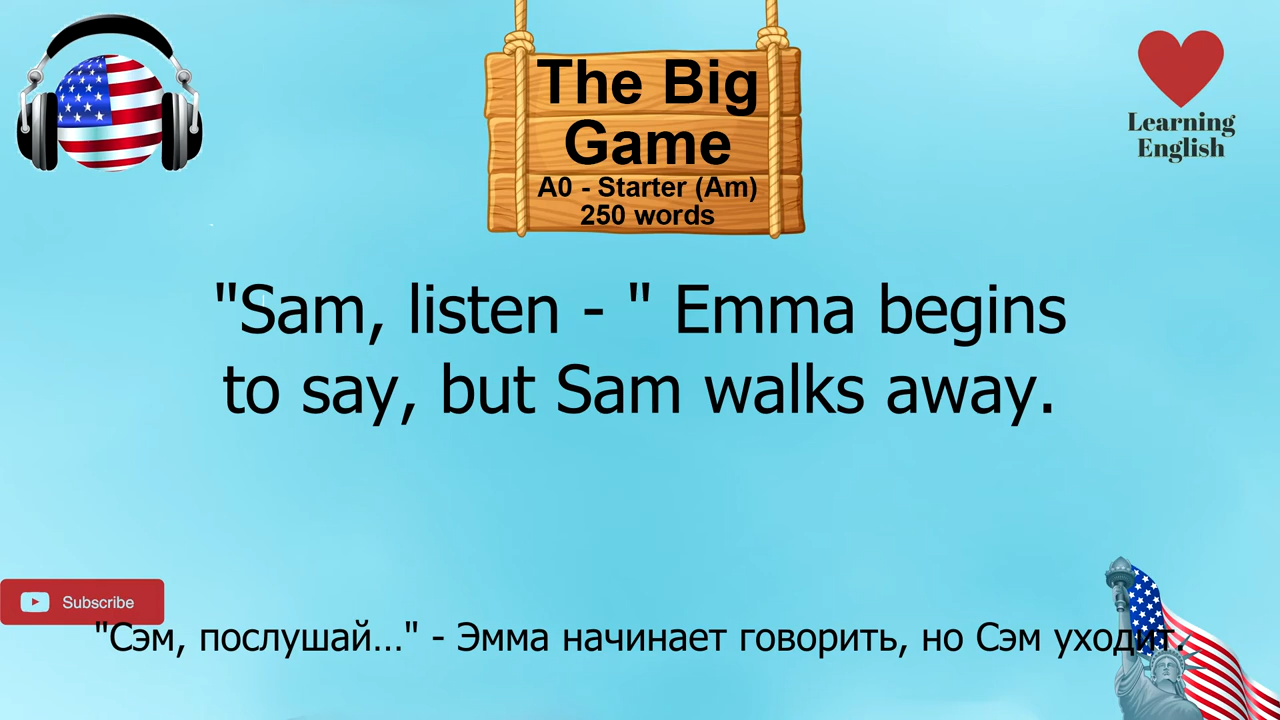 The Big
Game
A0 - Starter (Am)
250 words
Learning
English
"Sam, listen - " Emma begins
to say, but Sam walks away.
Subscribe
"Сэм, послушай..." - Эмма начинает говорить, но Сэм уходит.